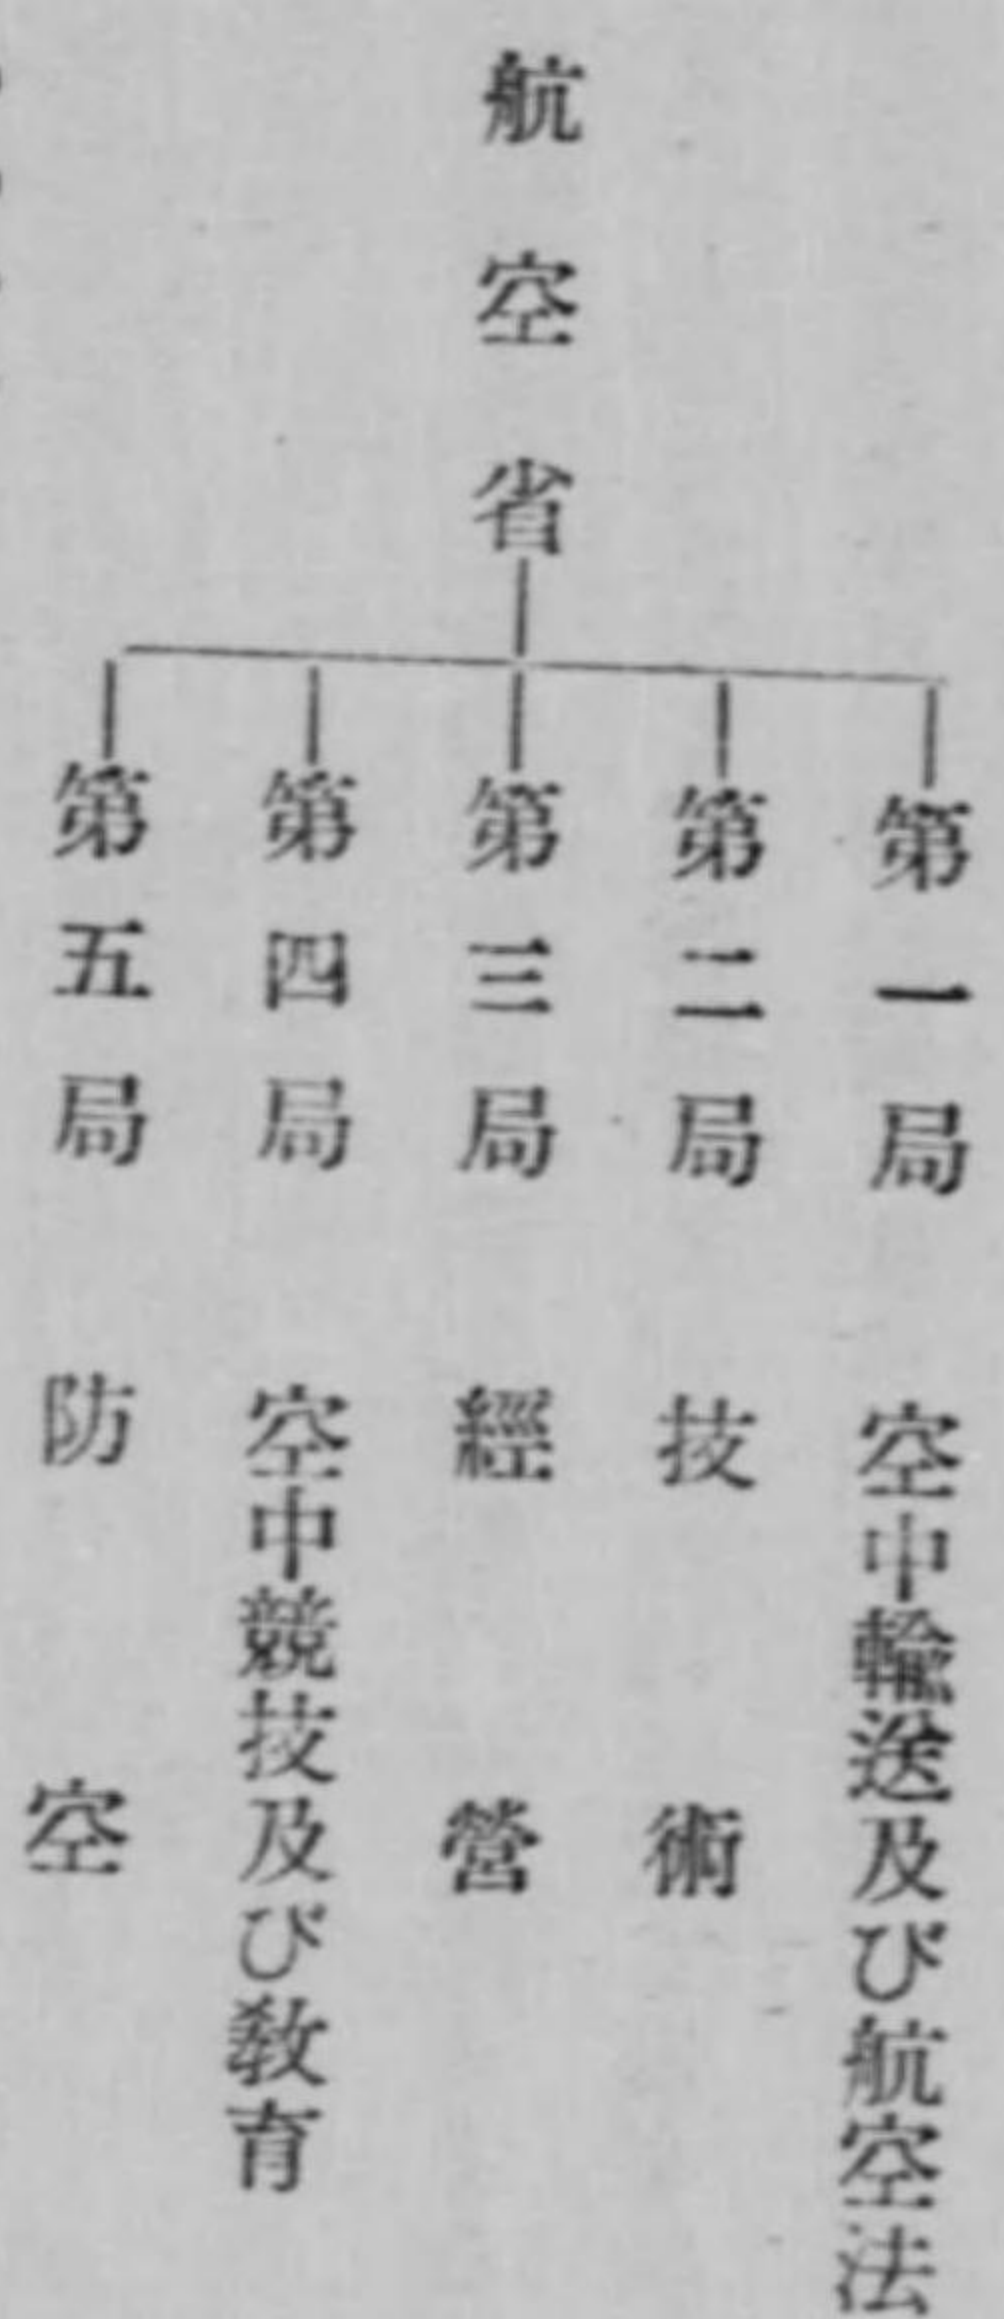 航空省
第一局 空中輸送及び航空法
第二局 技術
第三局 經營
第四局 空中競技及び教育
第五局 防空